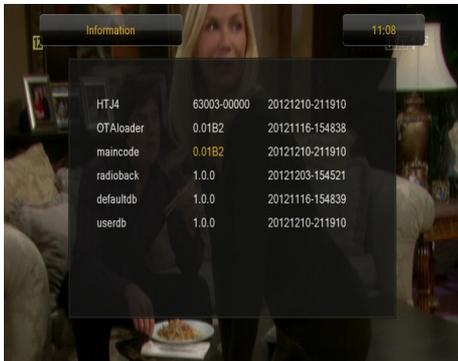 Information 11:08
HTJ4 63003-00000 20121210-211910
OTAloader 0.01B2 20121116-154838
maincode 0.01B2 20121210-211910
radioback 1.0.0 20121203-154521
defaultdb 1.0.0 20121116-154839
userdb 1.0.0 20121210-211910